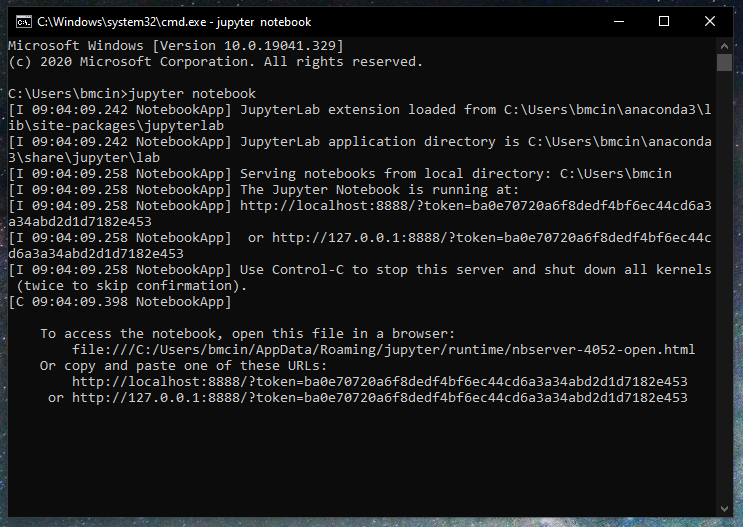 C:\Windows\system32\cmd.exe - jupyter notebook
Microsoft Windows [Version 10.0.19041.329]
(c) 2020 Microsoft Corporation. All rights reserved.
C:\Users\bmcin>jupyter notebook
[I 09:04:09.242 NotebookApp] JupyterLab extension loaded from C:\Users\bmcin\anaconda3\l
ib\site-packages\jupyterlab
[I 09:04:09.242 NotebookApp] JupyterLab application directory is C:\Users\bmcin\anaconda
3\share\jupyter\lab
[I 09:04:09.258 NotebookApp] Serving notebooks from local directory: C:\Users\bmcin
[I 09:04:09.258 NotebookApp] The Jupyter Notebook is running at:
[I 09:04:09.258 NotebookApp] http://localhost:8888/?token=ba0e70720a6f8dedf4bf6ec44cd6a3
a34abd2d1d7182e453
[I 09:04:09.258 NotebookApp]  or http://127.0.0.1:8888/?token=ba0e70720a6f8dedf4bf6ec44c
d6a3a34abd2d1d7182e453
[I 09:04:09.258 NotebookApp] Use Control-C to stop this server and shut down all kernels
 (twice to skip confirmation).
[C 09:04:09.398 NotebookApp]
    To access the notebook, open this file in a browser:
        file:///C:/Users/bmcin/AppData/Roaming/jupyter/runtime/nbserver-4052-open.html
    Or copy and paste one of these URLs:
        http://localhost:8888/?token=ba0e70720a6f8dedf4bf6ec44cd6a3a34abd2d1d7182e453
     or http://127.0.0.1:8888/?token=ba0e70720a6f8dedf4bf6ec44cd6a3a34abd2d1d7182e453